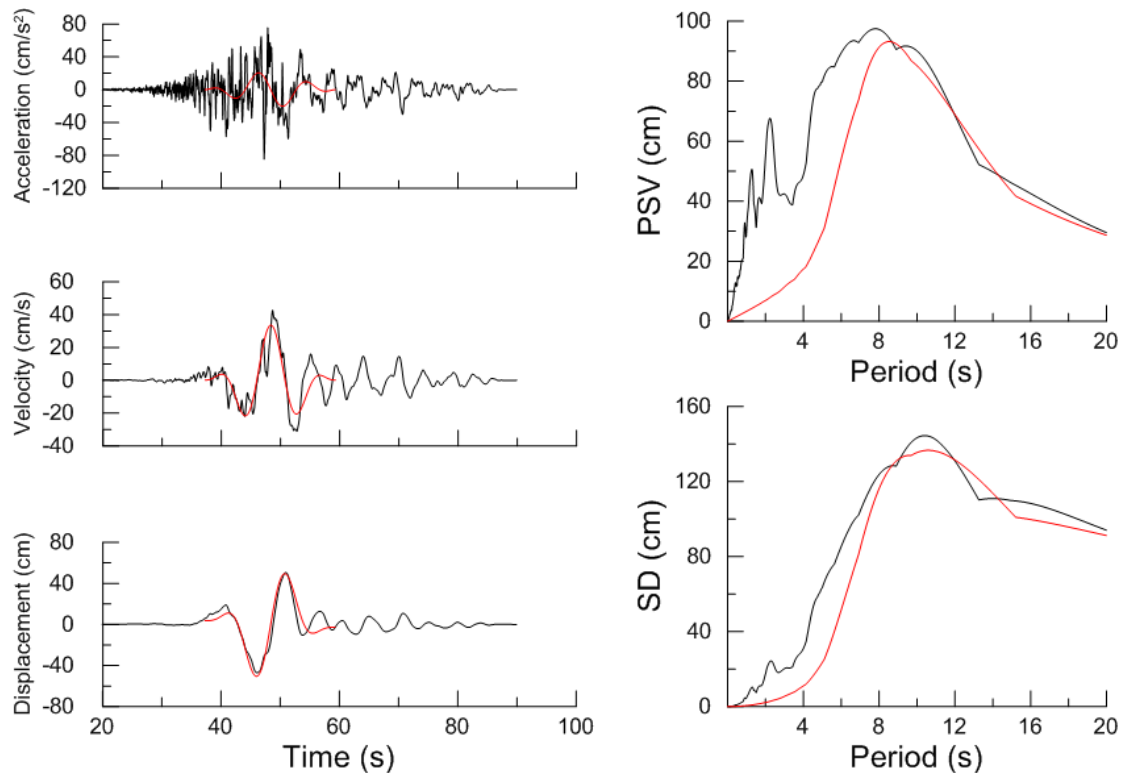 Acceleration (cm/s²)
80
40
0
-40
-80
-120
Velocity (cm/s)
60
40
20
0
-20
-40
Displacement (cm)
80
40
0
-40
-80
20 40 60 80 100
Time (s)
PSV (cm)
100
80
60
40
20
0
4 8 12 16 20
Period (s)
SD (cm)
160
120
80
40
0
4 8 12 16 20
Period (s)